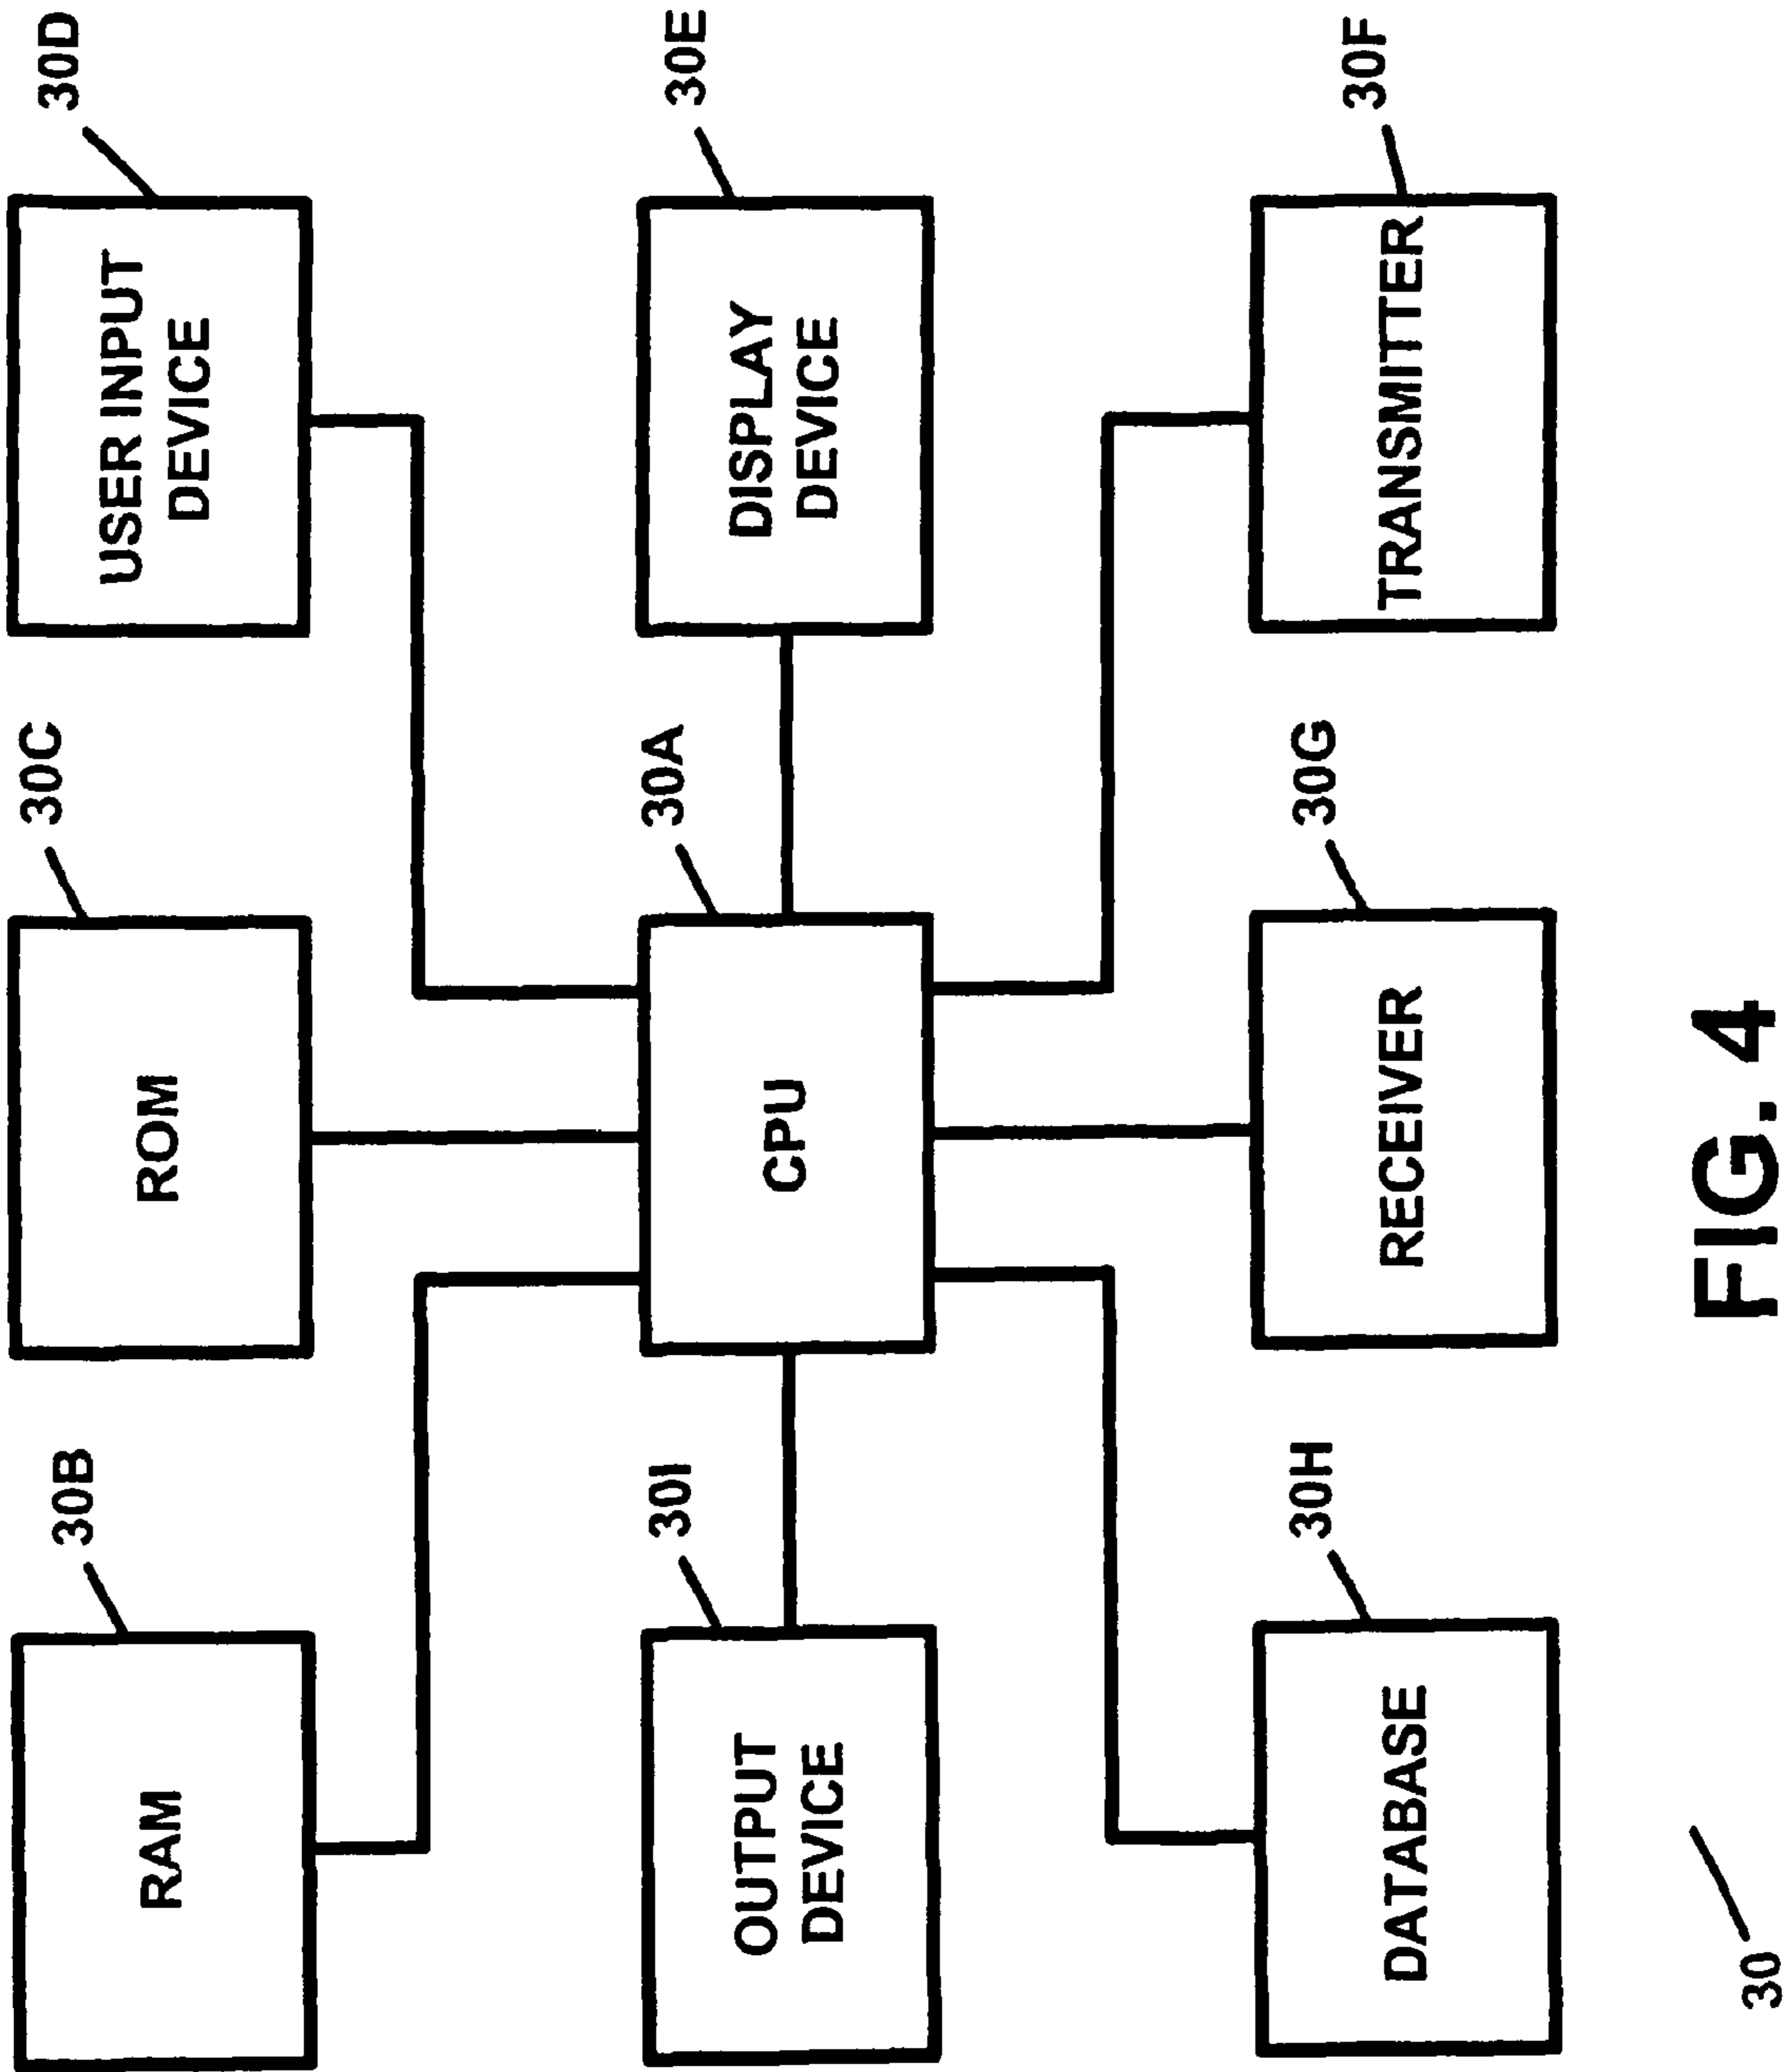 30B
RAM
30C
ROM
30D
USER INPUT
DEVICE
30I
OUTPUT
DEVICE
30A
CPU
30E
DISPLAY
DEVICE
30H
DATABASE
30G
RECEIVER
30F
TRANSMITTER
30
FIG. 4